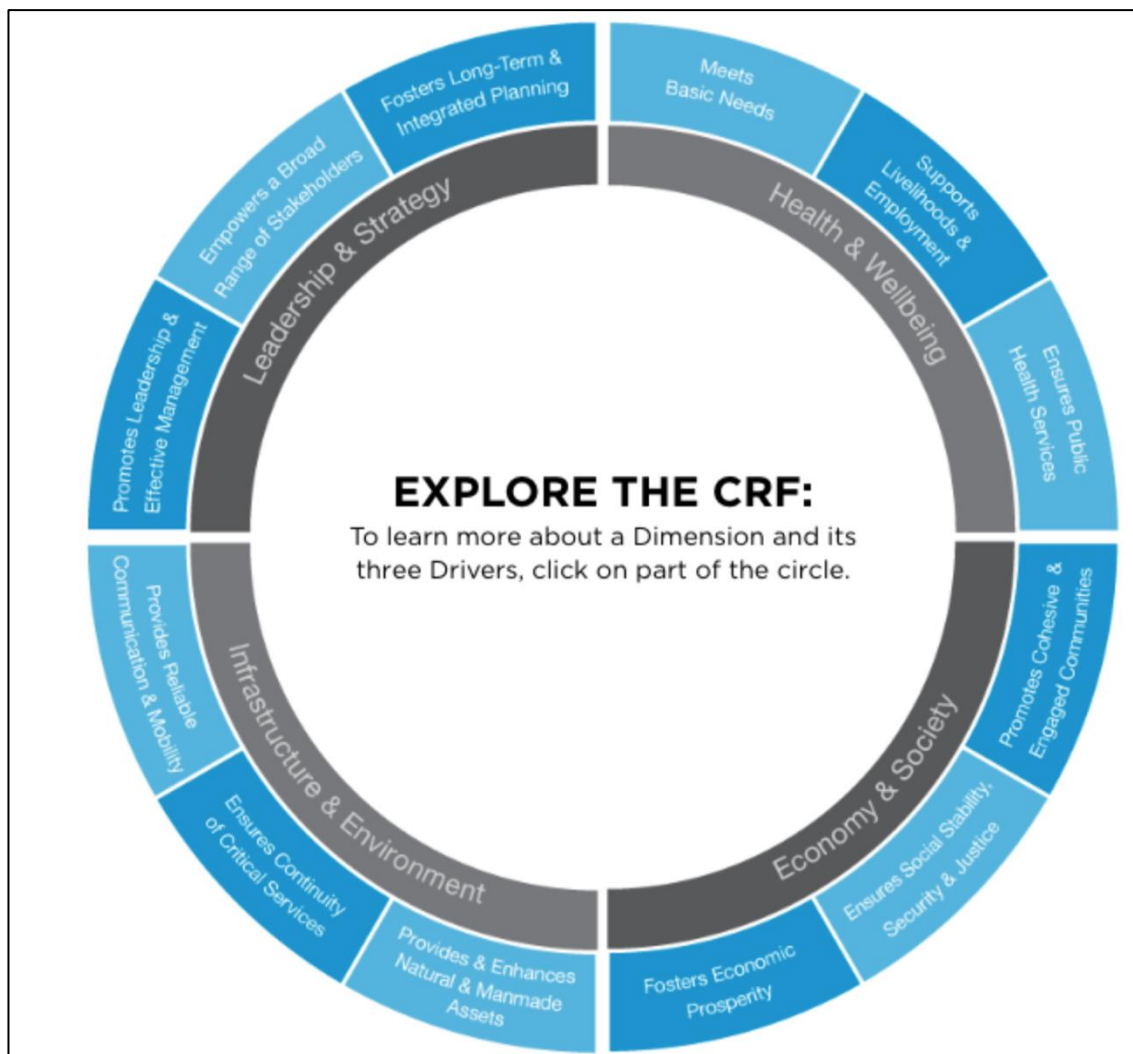 Fosters Long-Term &
Integrated Planning
Meets
Basic Needs
Empowers a Broad
Range of Stakeholders
Supports
Livelihoods &
Employment
Leadership & Strategy
Health & Wellbeing
Promotes Leadership &
Effective Management
Ensures Public
Health Services
EXPLORE THE CRF:
To learn more about a Dimension and its
three Drivers, click on part of the circle.
Provides Reliable
Communication & Mobility
Promotes Cohesive &
Engaged Communities
Infrastructure & Environment
Economy & Society
Ensures Continuity
of Critical Services
Ensures Social Stability,
Security & Justice
Provides & Enhances
Natural & Manmade
Assets
Fosters Economic
Prosperity